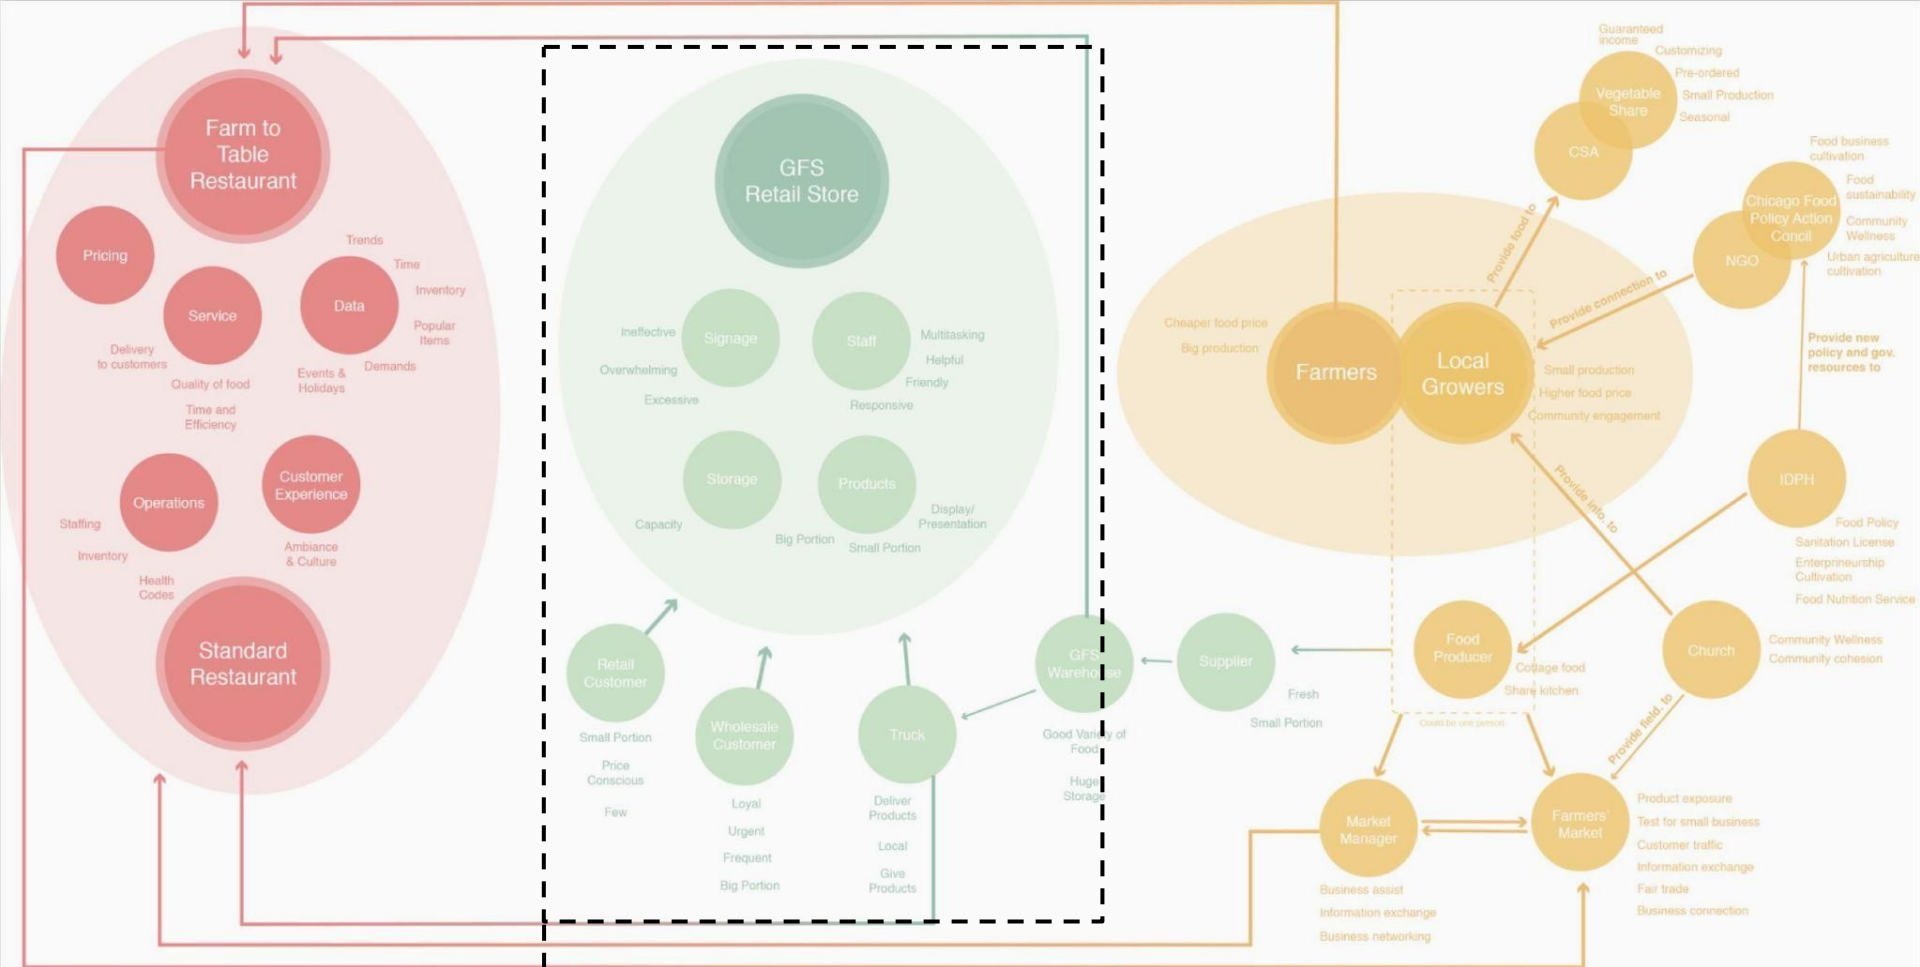 Farm to
Table
Restaurant
Pricing
Service
Data
Trends
Time
Inventory
Popular
Items
Demands
Events &
Holidays
Delivery
to customers
Quality of food
Time and
Efficiency
Operations
Customer
Experience
Staffing
Inventory
Health
Codes
Ambiance
& Culture
Standard
Restaurant
GFS
Retail Store
Signage
Ineffective
Overwhelming
Excessive
Staff
Multitasking
Helpful
Friendly
Responsive
Storage
Capacity
Products
Display/
Presentation
Big Portion
Small Portion
Retail
Customer
Small Portion
Price
Conscious
Few
Wholesale
Customer
Loyal
Urgent
Frequent
Big Portion
Truck
Deliver
Products
Local
Give
Products
GFS
Warehouse
Good Variety of
Food
Huge
Storage
Supplier
Fresh
Small Portion
Guaranteed
income
Customizing
Pre-ordered
Small Production
Seasonal
Vegetable
Share
CSA
Provide food to
Food business
cultivation
Food
sustainability
Community
Wellness
Urban agriculture
cultivation
Chicago Food
Policy Action
Concil
NGO
Provide connection to
Cheaper food price
Big production
Farmers
Local
Growers
Small production
Higher food price
Community engagement
Provide new
policy and gov.
resources to
IDPH
Food Policy
Sanitation License
Enterprineurship
Cultivation
Food Nutrition Service
Provide info. to
Food
Producer
Cottage food
Share kitchen
Could be one person
Church
Community Wellness
Community cohesion
Provide field. to
Market
Manager
Business assist
Information exchange
Business networking
Farmers'
Market
Product exposure
Test for small business
Customer traffic
Information exchange
Fair trade
Business connection